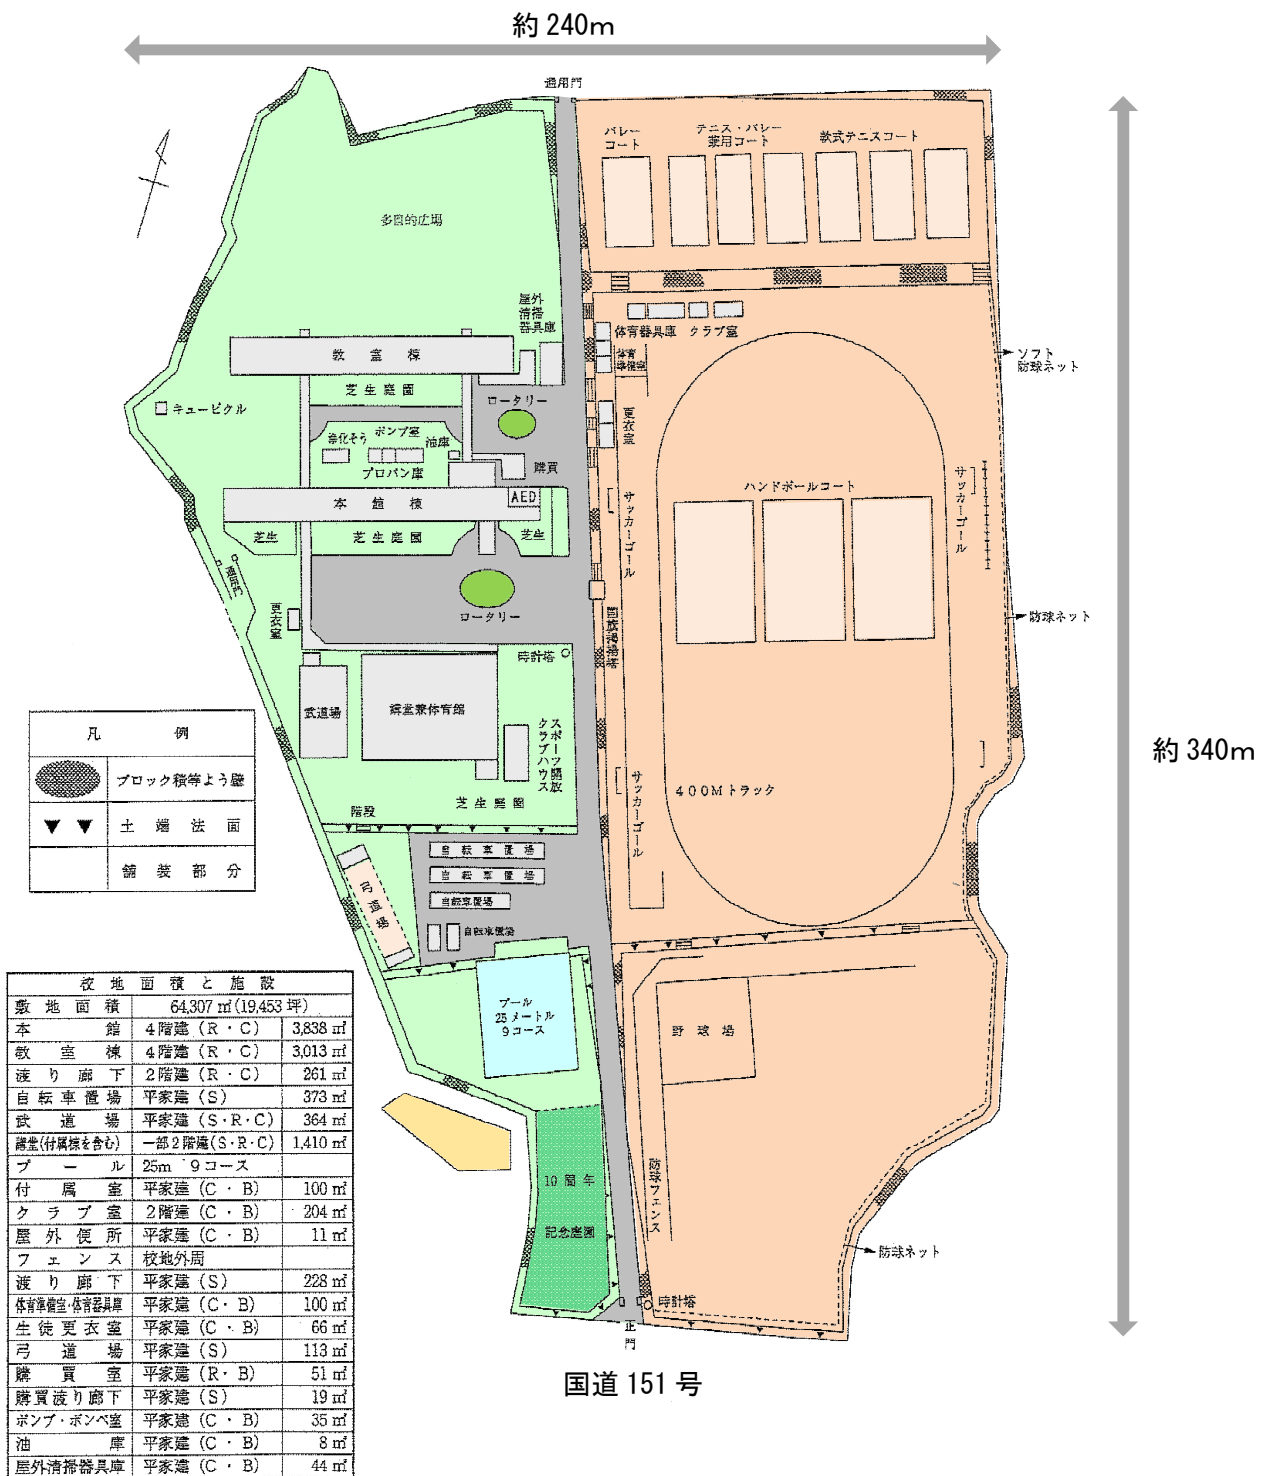 約 240m
通用門
バレー
コート
テニス・バレー
兼用コート
軟式テニスコート
多目的広場
屋外
清掃
器具庫
体育器具庫
クラブ室
体育
準備室
ソフト
防球ネット
教室棟
芝生庭園
ロータリー
キュービクル
更衣室
浄化そう
ポンプ室
油庫
プロパン庫
購買
本館棟
AED
芝生
芝生庭園
芝生
ハンドボールコート
サッカーゴール
サッカーゴール
更衣室
ロータリー
国旗掲揚塔
防球ネット
時計塔
武道場
講堂兼体育館
スポーツ開放
クラブハウス
約 340m
凡例
ブロック積等よう壁
土端法面
舗装部分
階段
芝生庭園
サッカーゴール
400Mトラック
自転車置場
自転車置場
自転車置場
自転車置場
弓道場
プール
25メートル
9コース
野球場
10周年
記念庭園
防球フェンス
防球ネット
時計塔
正門
国道 151 号
校地面積と施設
敷地面積 64,307㎡(19,453坪)
本館 4階建(R・C) 3,838㎡
教室棟 4階建(R・C) 3,013㎡
渡り廊下 2階建(R・C) 261㎡
自転車置場 平家建(S) 373㎡
武道場 平家建(S・R・C) 364㎡
講堂(付属棟を含む) 一部2階建(S・R・C) 1,410㎡
プール 25m 9コース
付属室 平家建(C・B) 100㎡
クラブ室 2階建(C・B) 204㎡
屋外便所 平家建(C・B) 11㎡
フェンス 校地外周
渡り廊下 平家建(S) 228㎡
体育準備室・体育器具庫 平家建(C・B) 100㎡
生徒更衣室 平家建(C・B) 66㎡
弓道場 平家建(S) 113㎡
購買室 平家建(R・B) 51㎡
購買渡り廊下 平家建(S) 19㎡
ポンプ・ボンベ室 平家建(C・B) 35㎡
油庫 平家建(C・B) 8㎡
屋外清掃器具庫 平家建(C・B) 44㎡